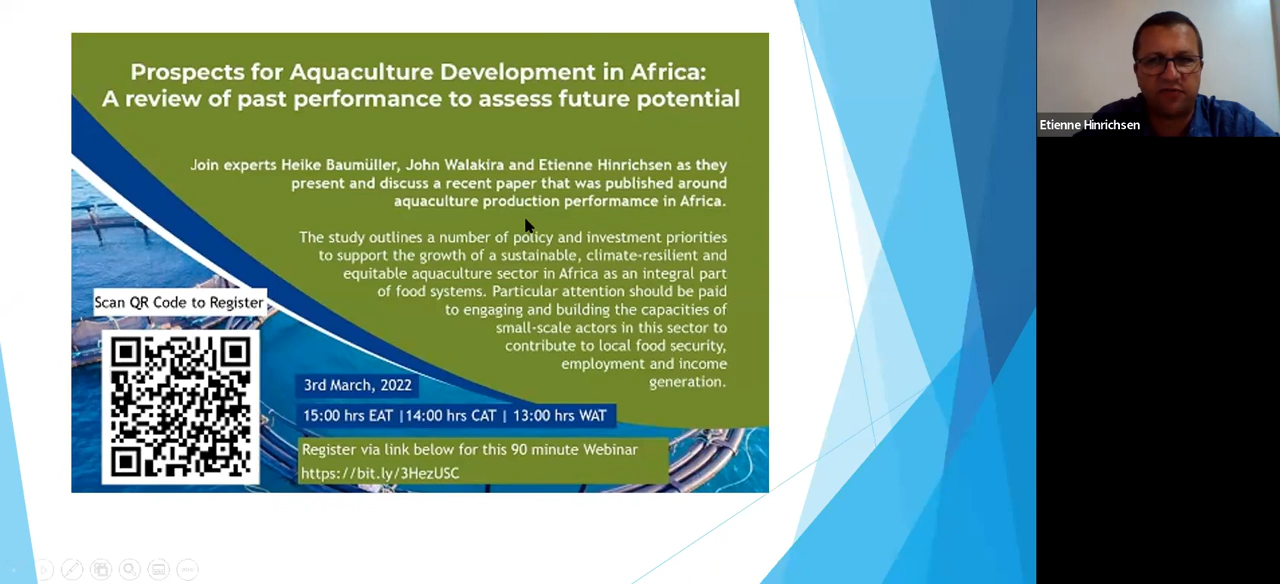 Prospects for Aquaculture Development in Africa:
A review of past performance to assess future potential
Join experts Heike Baumüller, John Walakira and Etienne Hinrichsen as they
present and discuss a recent paper that was published around
aquaculture production performamce in Africa.
The study outlines a number of policy and investment priorities
to support the growth of a sustainable, climate-resilient and
equitable aquaculture sector in Africa as an integral part
of food systems. Particular attention should be paid
to engaging and building the capacities of
small-scale actors in this sector to
contribute to local food security,
employment and income
generation.
Scan QR Code to Register
3rd March, 2022
15:00 hrs EAT |14:00 hrs CAT | 13:00 hrs WAT
Register via link below for this 90 minute Webinar
https://bit.ly/3HezUSC
Etienne Hinrichsen